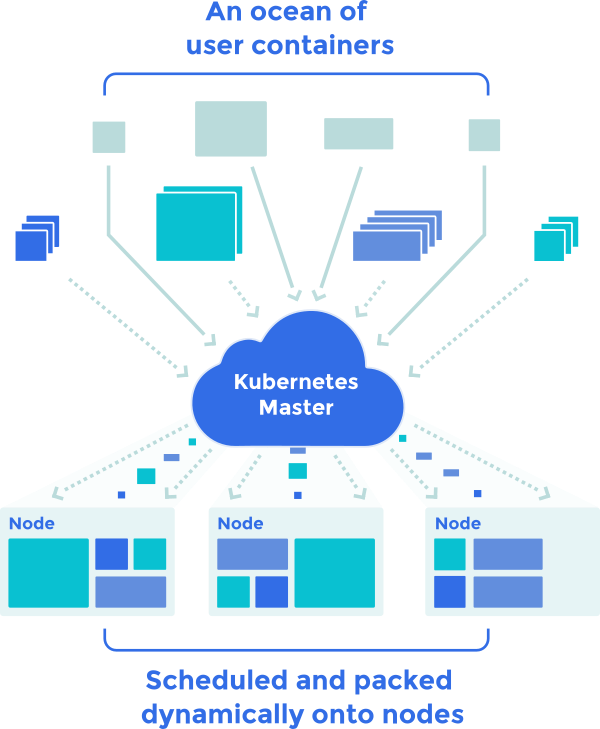 An ocean of
user containers
Kubernetes
Master
Node
Node
Node
Scheduled and packed
dynamically onto nodes